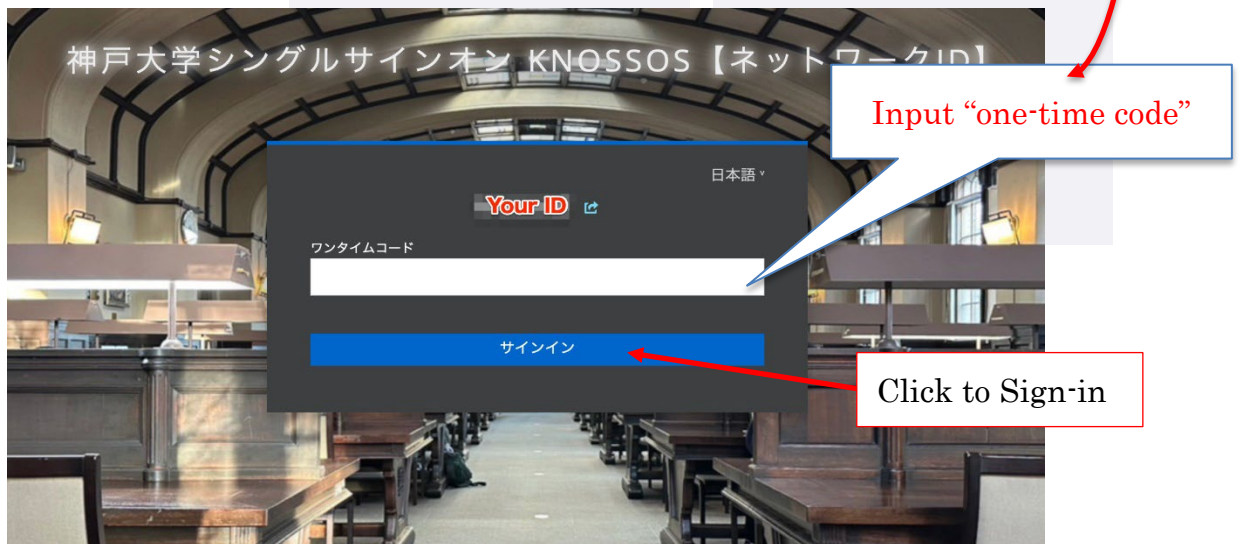 神戸大学シングルサインオン KNOSSOS【ネットワークID】
Input “one-time code”
日本語
Your ID
ワンタイムコード
サインイン
Click to Sign-in